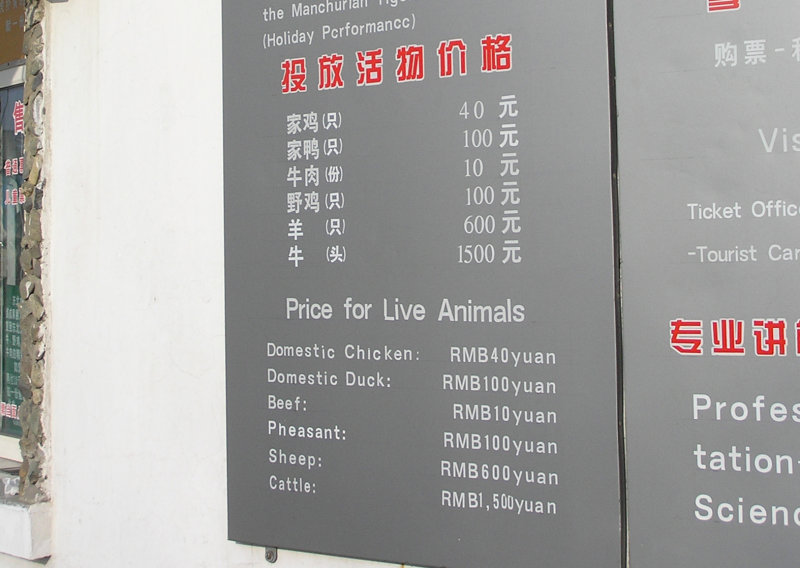 the Manchurian
(Holiday Performance)
投放活物价格
家鸡(只) 40 元
家鸭(只) 100 元
牛肉(份) 10 元
野鸡(只) 100 元
羊 (只) 600 元
牛 (头) 1500 元
Price for Live Animals
Domestic Chicken: RMB40yuan
Domestic Duck: RMB100yuan
Beef: RMB10yuan
Pheasant: RMB100yuan
Sheep: RMB600yuan
Cattle: RMB1,500yuan
购票-
Vis
Ticket Offic
-Tourist Car
专业讲
Profes
tation-
Scienc
售